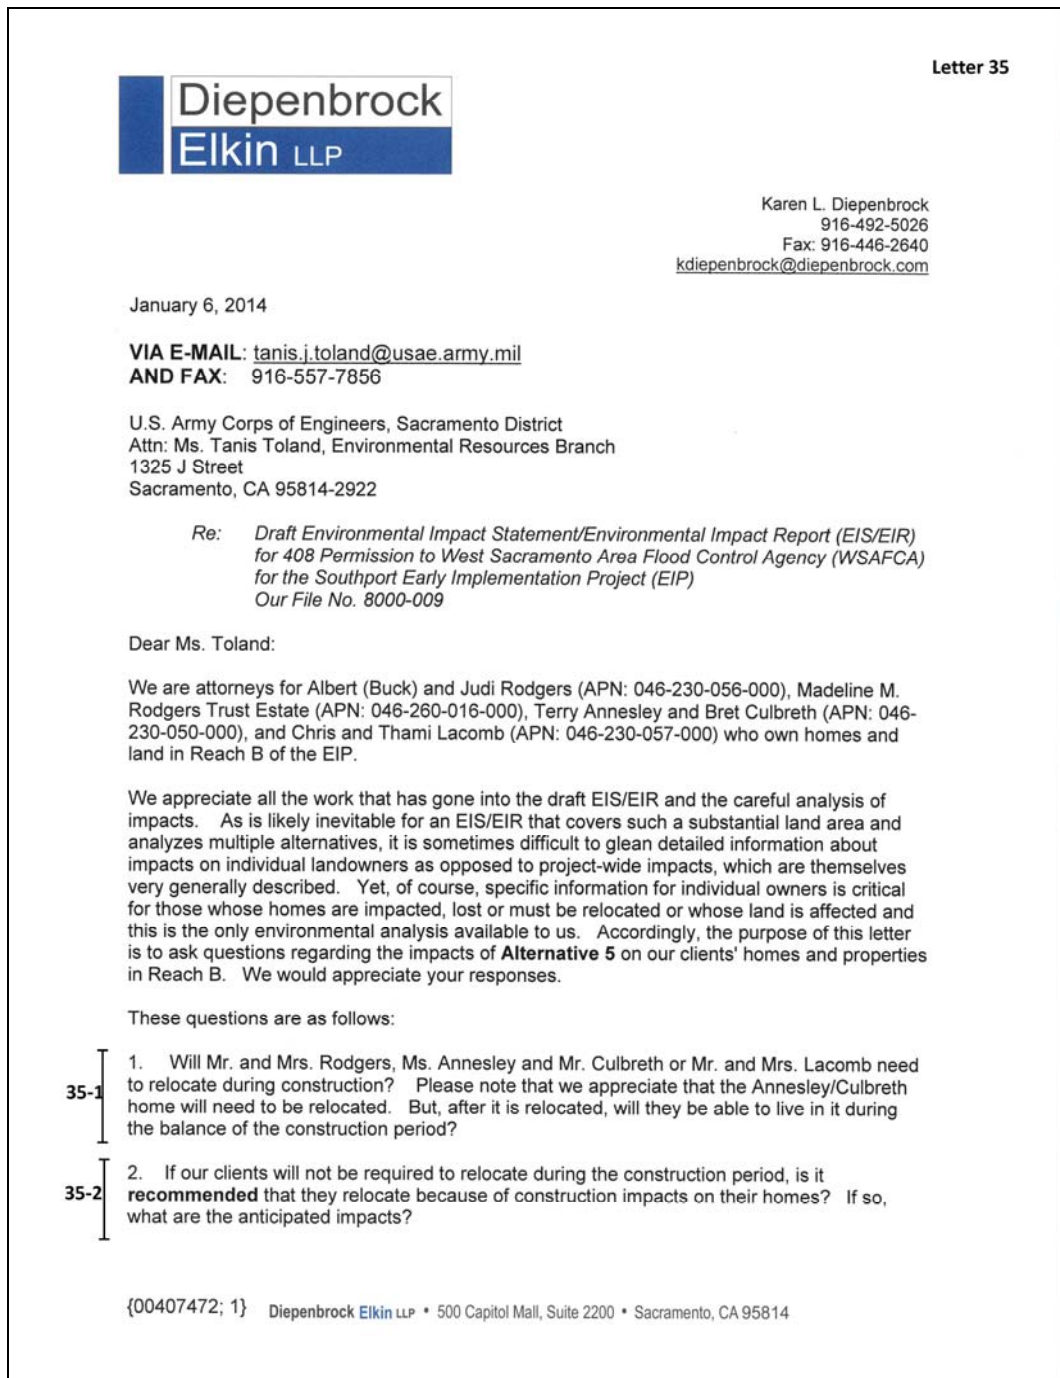 Letter 35
Diepenbrock
Elkin LLP
Karen L. Diepenbrock
916-492-5026
Fax: 916-446-2640
kdiepenbrock@diepenbrock.com
January 6, 2014
VIA E-MAIL: tanis.j.toland@usae.army.mil
AND FAX: 916-557-7856
U.S. Army Corps of Engineers, Sacramento District
Attn: Ms. Tanis Toland, Environmental Resources Branch
1325 J Street
Sacramento, CA 95814-2922
Re: Draft Environmental Impact Statement/Environmental Impact Report (EIS/EIR)
for 408 Permission to West Sacramento Area Flood Control Agency (WSAFCA)
for the Southport Early Implementation Project (EIP)
Our File No. 8000-009
Dear Ms. Toland:
We are attorneys for Albert (Buck) and Judi Rodgers (APN: 046-230-056-000), Madeline M.
Rodgers Trust Estate (APN: 046-260-016-000), Terry Annesley and Bret Culbreth (APN: 046-
230-050-000), and Chris and Thami Lacomb (APN: 046-230-057-000) who own homes and
land in Reach B of the EIP.
We appreciate all the work that has gone into the draft EIS/EIR and the careful analysis of
impacts. As is likely inevitable for an EIS/EIR that covers such a substantial land area and
analyzes multiple alternatives, it is sometimes difficult to glean detailed information about
impacts on individual landowners as opposed to project-wide impacts, which are themselves
very generally described. Yet, of course, specific information for individual owners is critical
for those whose homes are impacted, lost or must be relocated or whose land is affected and
this is the only environmental analysis available to us. Accordingly, the purpose of this letter
is to ask questions regarding the impacts of Alternative 5 on our clients' homes and properties
in Reach B. We would appreciate your responses.
These questions are as follows:
1. Will Mr. and Mrs. Rodgers, Ms. Annesley and Mr. Culbreth or Mr. and Mrs. Lacomb need
to relocate during construction? Please note that we appreciate that the Annesley/Culbreth
35-1
home will need to be relocated. But, after it is relocated, will they be able to live in it during
the balance of the construction period?
2. If our clients will not be required to relocate during the construction period, is it
35-2
recommended that they relocate because of construction impacts on their homes? If so,
what are the anticipated impacts?
{00407472; 1} Diepenbrock Elkin LLP • 500 Capitol Mall, Suite 2200 • Sacramento, CA 95814